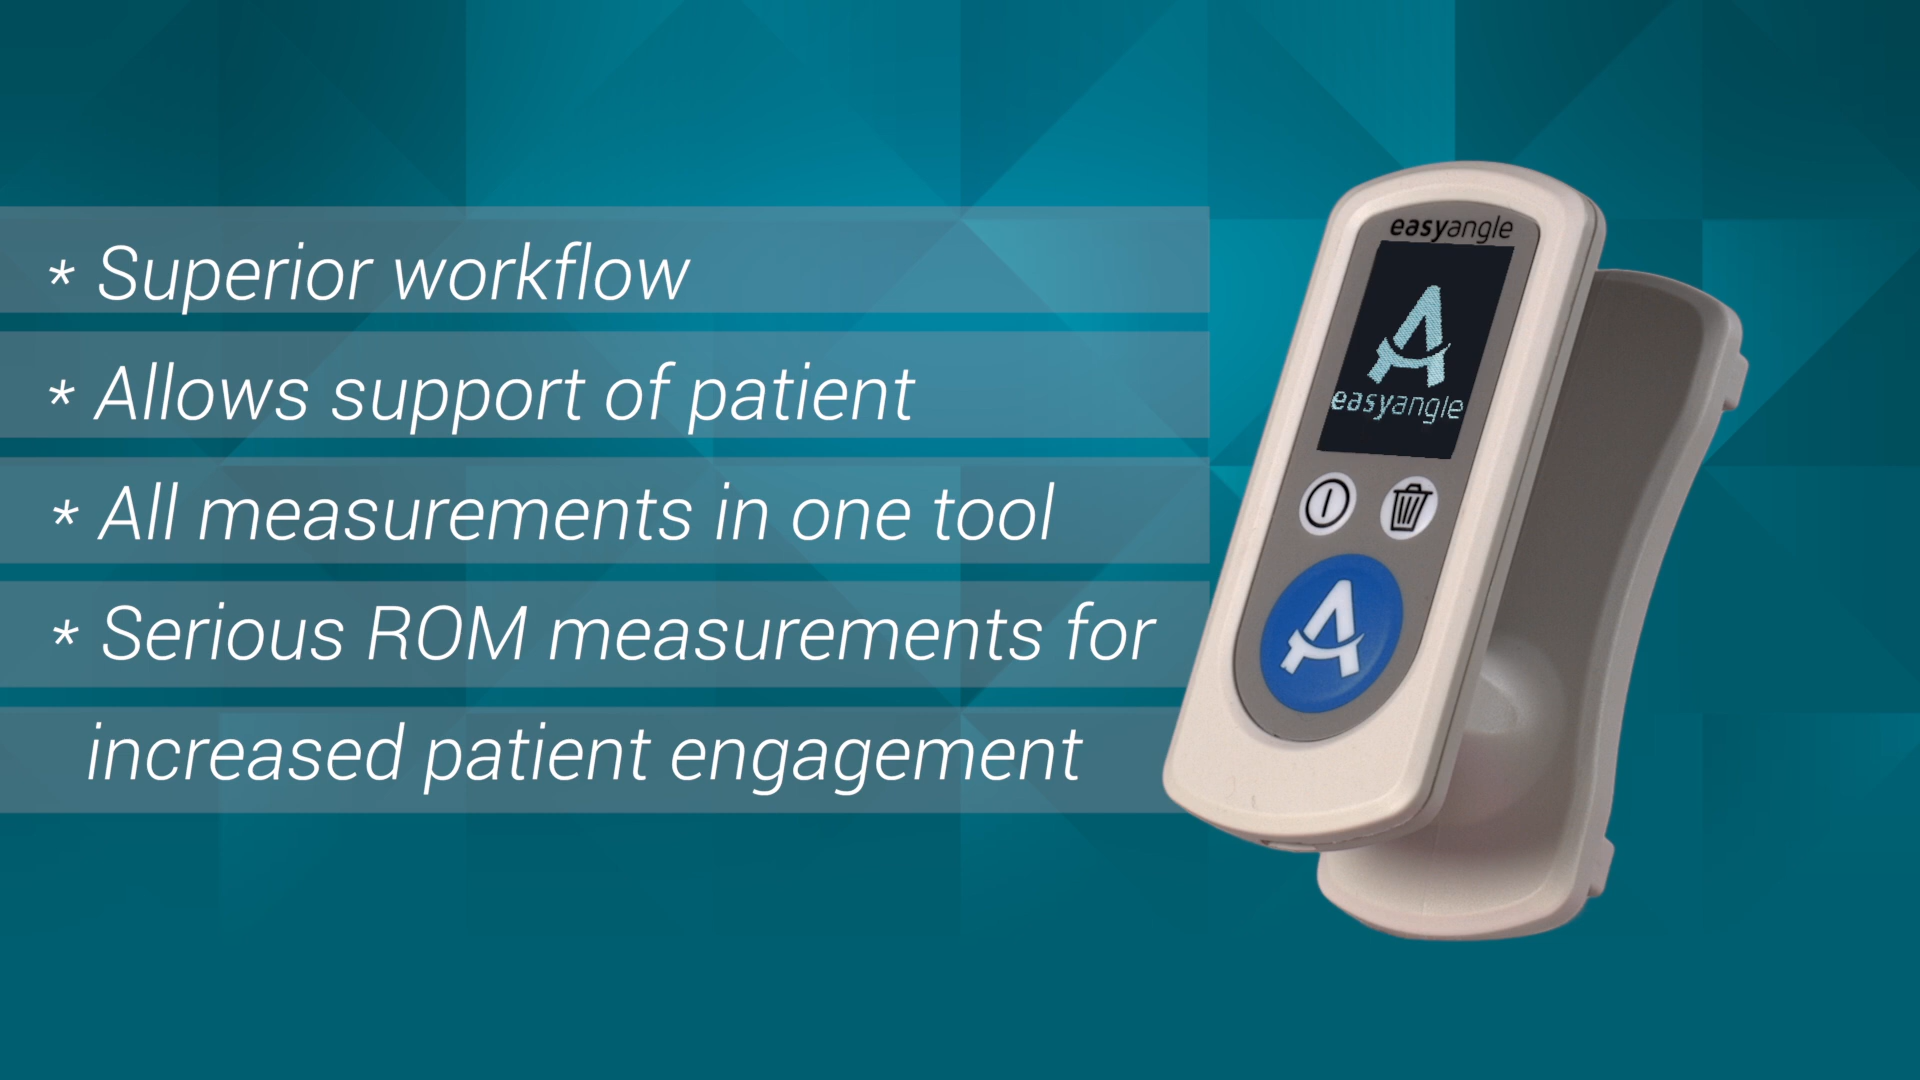 * Superior workflow
* Allows support of patient
* All measurements in one tool
* Serious ROM measurements for
increased patient engagement
easyangle
easyangle